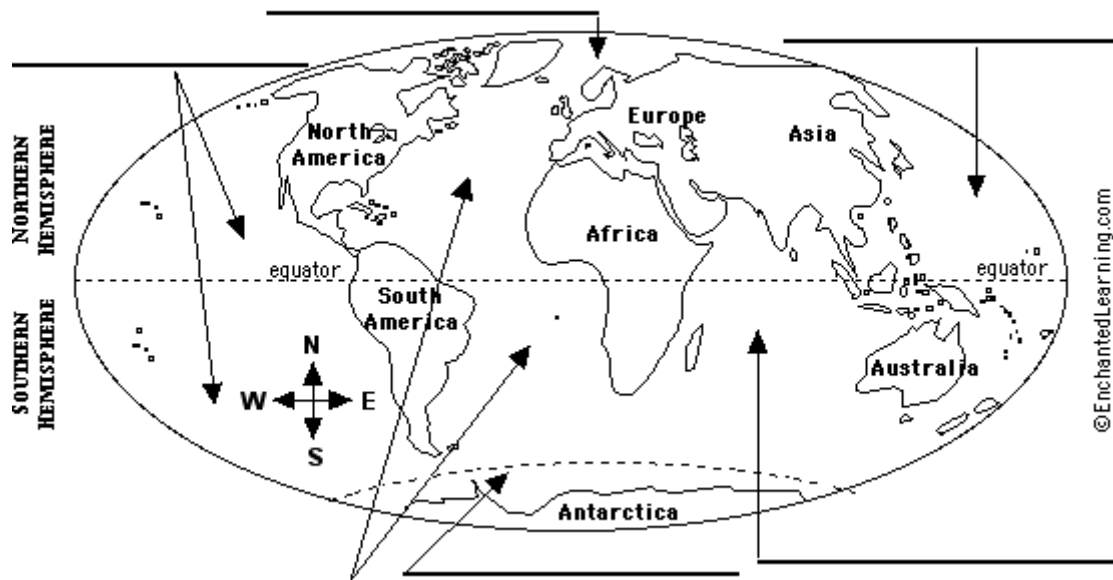 NORTHERN
HEMISPHERE
SOUTHERN
HEMISPHERE
North
America
Europe
Asia
Africa
equator
equator
South
America
Australia
N
W
E
S
Antarctica
©EnchantedLearning.com